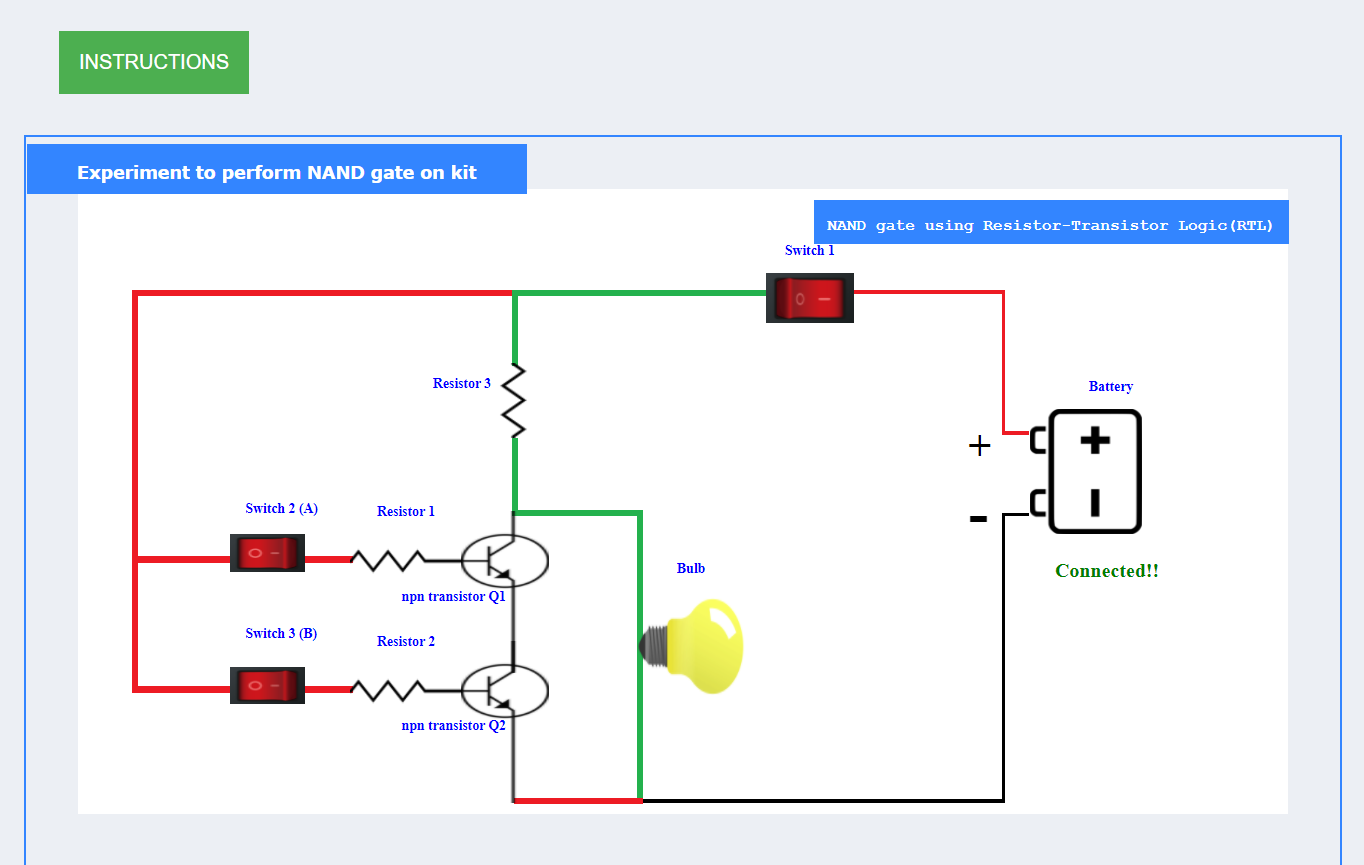 INSTRUCTIONS
Experiment to perform NAND gate on kit
NAND gate using Resistor-Transistor Logic(RTL)
Switch 1
Resistor 3
Battery
+
-
Switch 2 (A)
Resistor 1
npn transistor Q1
Bulb
Connected!!
Switch 3 (B)
Resistor 2
npn transistor Q2